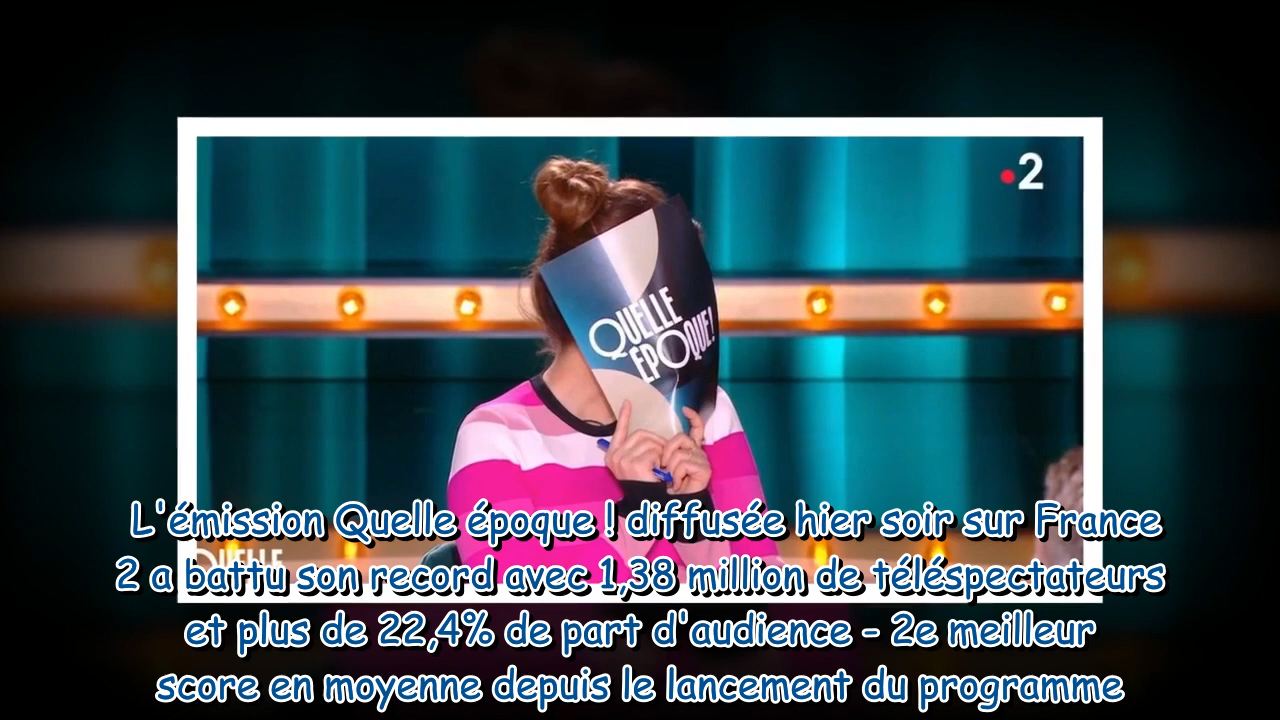 2
QUELLE
ÉPOQUE!
QUELLE
L'émission Quelle époque ! diffusée hier soir sur France
2 a battu son record avec 1,38 million de téléspectateurs
et plus de 22,4% de part d'audience - 2e meilleur
score en moyenne depuis le lancement du programme